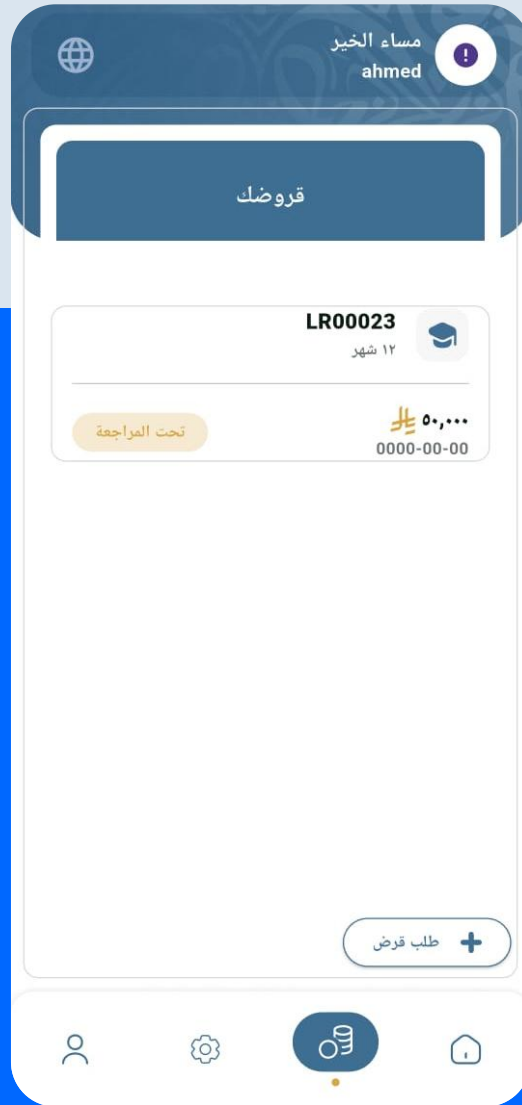 مساء الخير
ahmed
قروضك
LR00023
١٢ شهر
٥٠,٠٠٠
تحت المراجعة
0000-00-00
طلب قرض